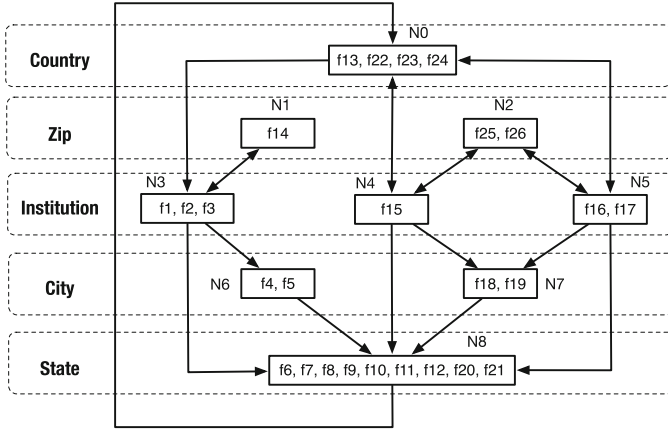 N0
Country
f13, f22, f23, f24
N1
N2
Zip
f14
f25, f26
N3
N4
N5
Institution
f1, f2, f3
f15
f16, f17
City
N6
f4, f5
f18, f19
N7
N8
State
f6, f7, f8, f9, f10, f11, f12, f20, f21